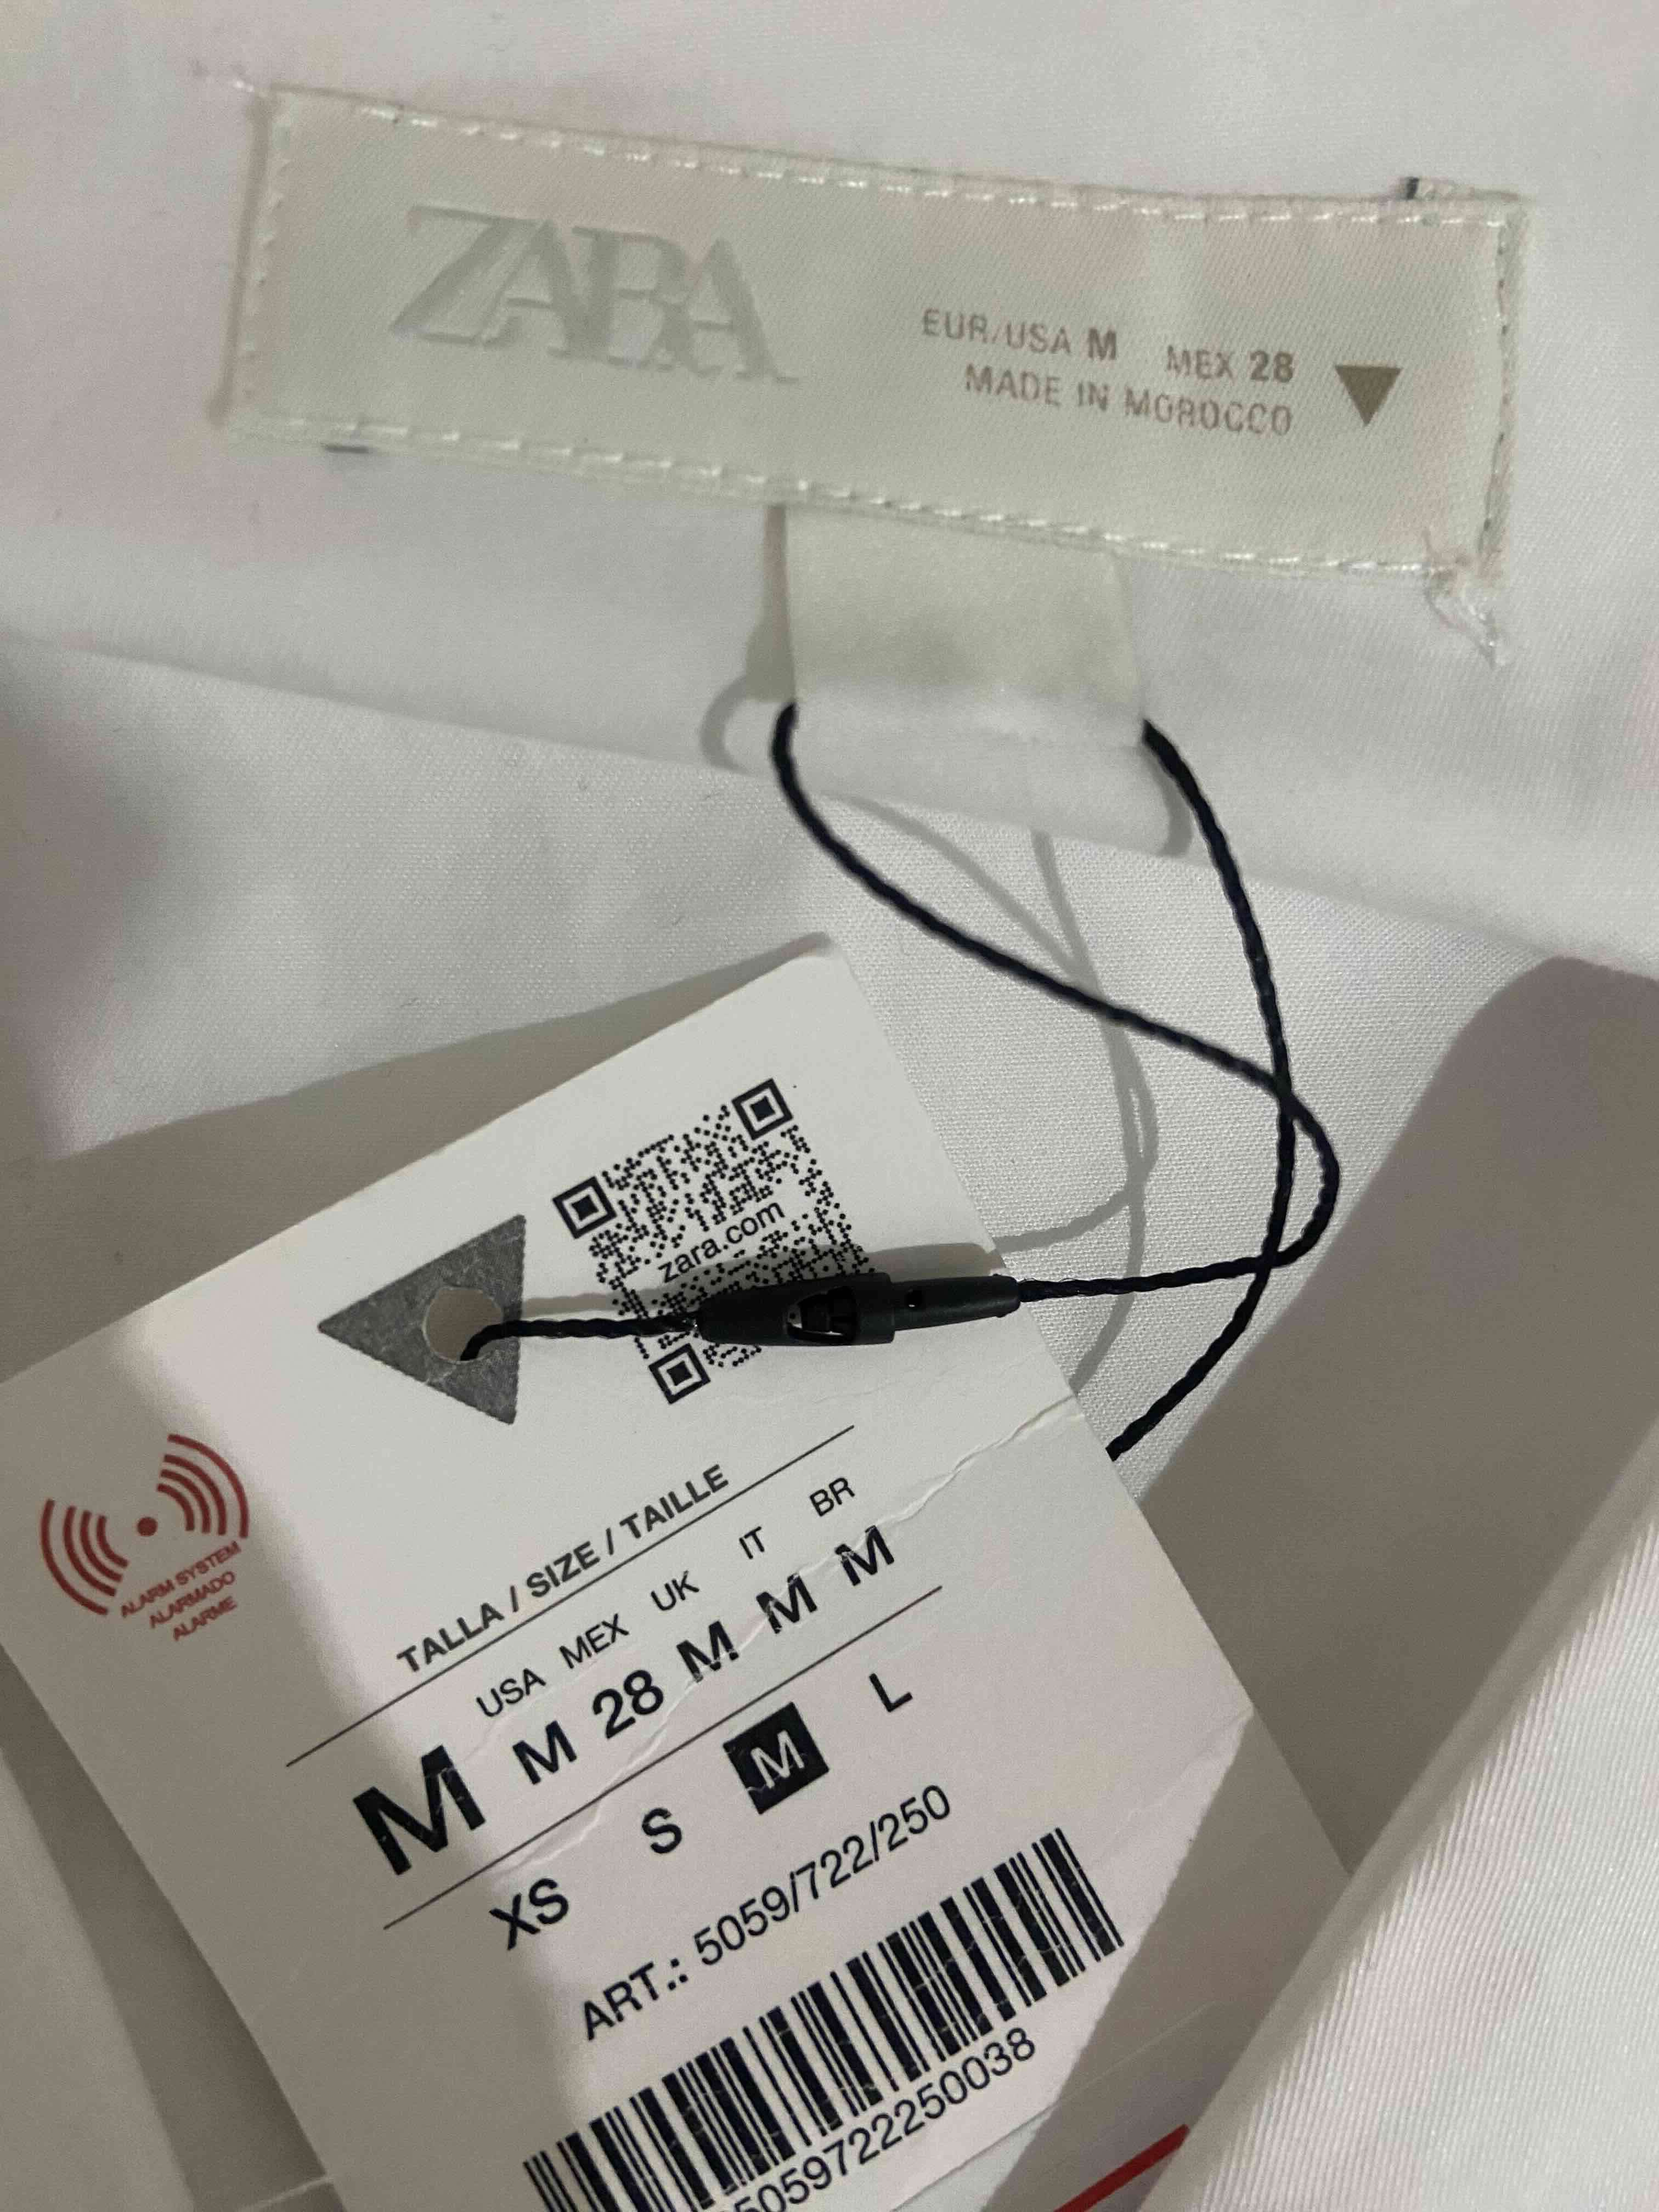 ZARA
EUR/USA M MEX 28
MADE IN MOROCCO
zara.com
ALARM SYSTEM
ALARMADO
ALARME
TALLA / SIZE / TAILLE
USA MEX UK IT BR
M M 28 M M M
XS S M L
ART.: 5059/722/250
5059722250038